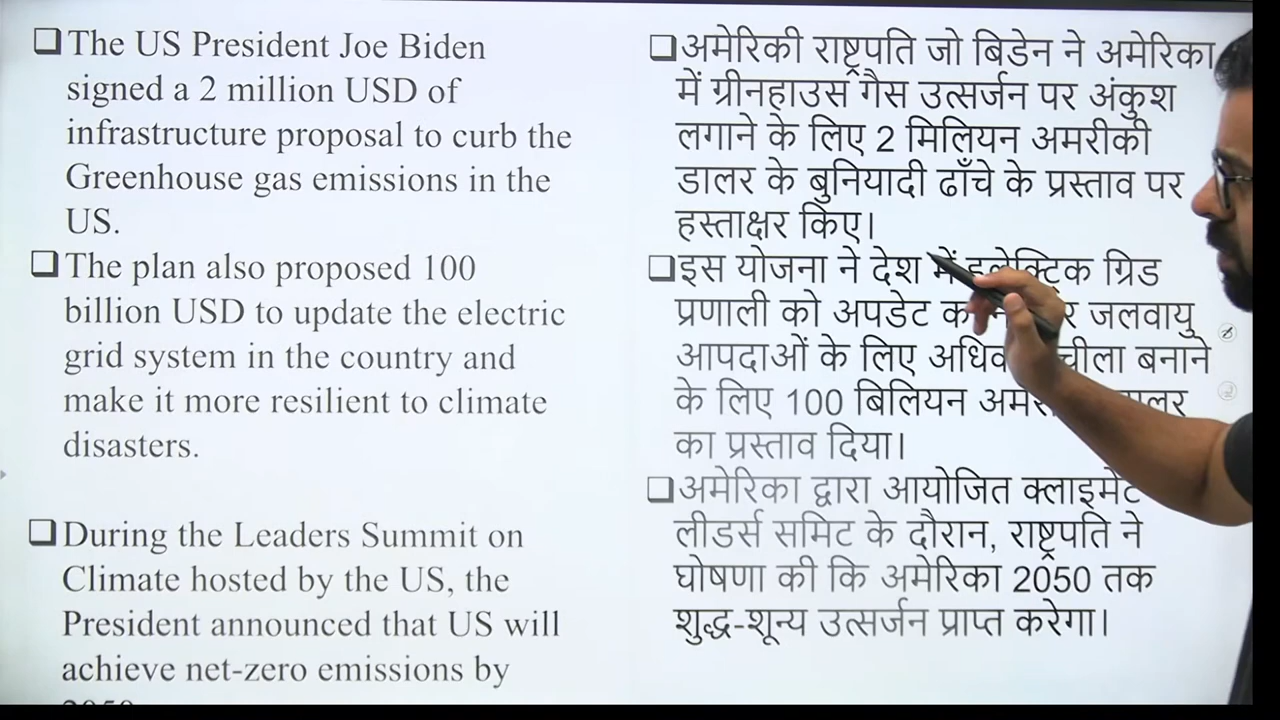 The US President Joe Biden
signed a 2 million USD of
infrastructure proposal to curb the
Greenhouse gas emissions in the
US.
The plan also proposed 100
billion USD to update the electric
grid system in the country and
make it more resilient to climate
disasters.
During the Leaders Summit on
Climate hosted by the US, the
President announced that US will
achieve net-zero emissions by
अमेरिकी राष्ट्रपति जो बिडेन ने अमेरिका
में ग्रीनहाउस गैस उत्सर्जन पर अंकुश
लगाने के लिए 2 मिलियन अमरीकी
डालर के बुनियादी ढाँचे के प्रस्ताव पर
हस्ताक्षर किए।
इस योजना ने देश में इलेक्ट्रिक ग्रिड
प्रणाली को अपडेट जलवायु
आपदाओं के लिए बनाने
के लिए 100 बिलियन
का प्रस्ताव दिया।
अमेरिका द्वारा आयोजित क्लाइमेट
लीडर्स समिट के दौरान, राष्ट्रपति ने
घोषणा की कि अमेरिका 2050 तक
शुद्ध-शून्य उत्सर्जन प्राप्त करेगा।